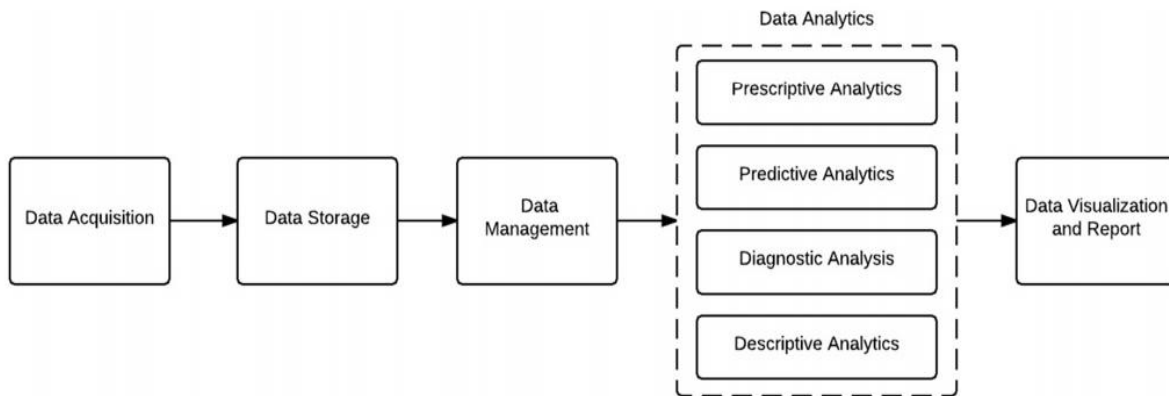 Data Analytics
Prescriptive Analytics
Predictive Analytics
Diagnostic Analysis
Descriptive Analytics
Data Acquisition
Data Storage
Data
Management
Data Visualization
and Report